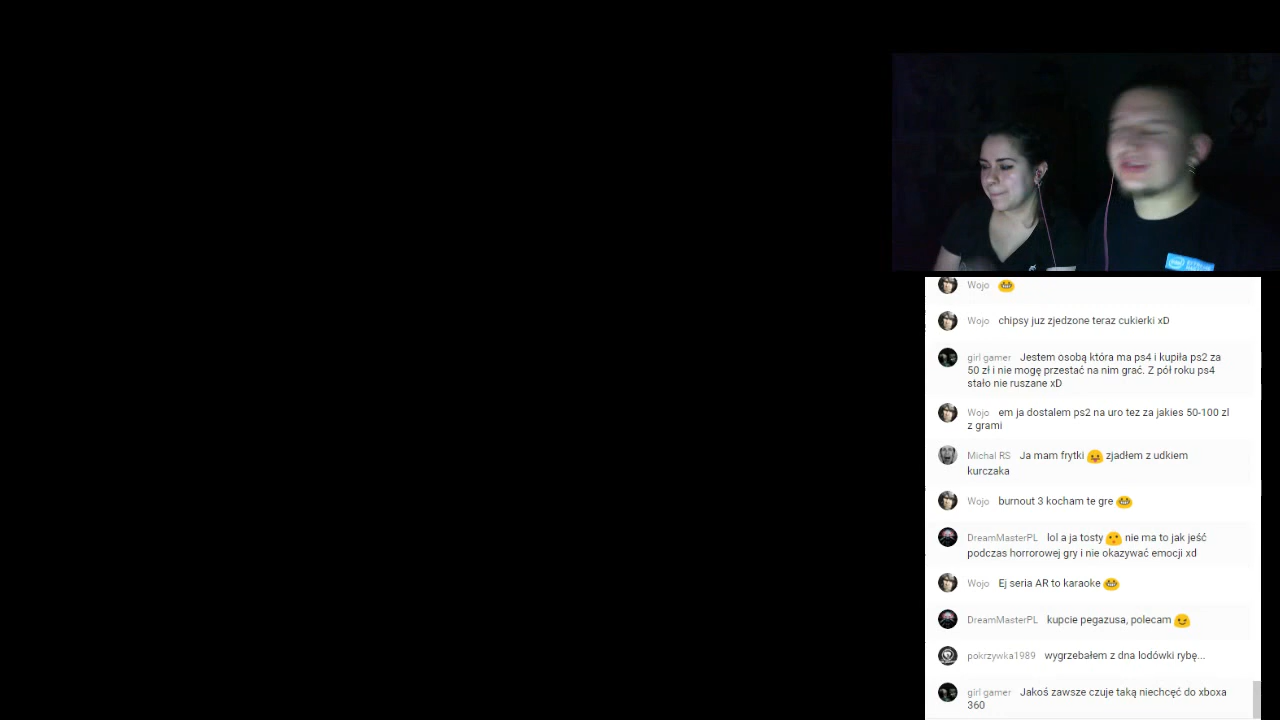 Wojo 😂
Wojo chipsy juz zjedzone teraz cukierki xD
girl gamer Jestem osobą która ma ps4 i kupiła ps2 za
50 zł i nie mogę przestać na nim grać. Z pół roku ps4
stało nie ruszane xD
Wojo em ja dostalem ps2 na uro tez za jakies 50-100 zl
z grami
Michal RS Ja mam frytki 😛 zjadłem z udkiem
kurczaka
Wojo burnout 3 kocham te gre 😂
DreamMasterPL lol a ja tosty 😗 nie ma to jak jeść
podczas horrorowej gry i nie okazywać emocji xd
Wojo Ej seria AR to karaoke 😂
DreamMasterPL kupcie pegazusa, polecam 😉
pokrzywka1989 wygrzebałem z dna lodówki rybę...
girl gamer Jakoś zawsze czuje taką niechęć do xboxa
360